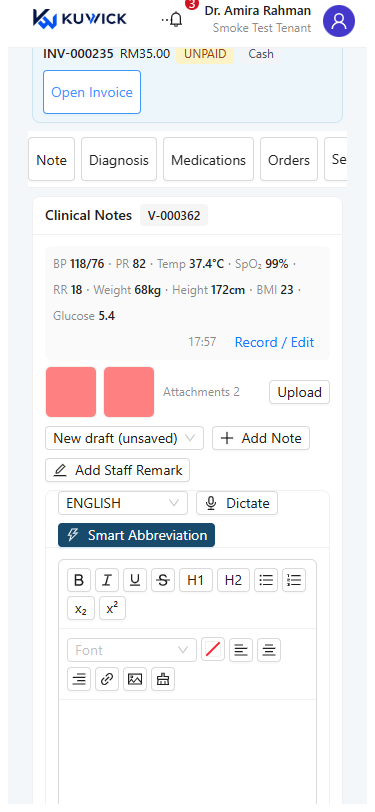 KUWICK
3
Dr. Amira Rahman
Smoke Test Tenant
INV-000235 RM35.00 UNPAID Cash
Open Invoice
Note Diagnosis Medications Orders Se
Clinical Notes V-000362
BP 118/76 · PR 82 · Temp 37.4°C · SpO₂ 99% ·
RR 18 · Weight 68kg · Height 172cm · BMI 23 ·
Glucose 5.4
17:57 Record / Edit
Attachments 2 Upload
New draft (unsaved) Add Note
Add Staff Remark
ENGLISH Dictate
Smart Abbreviation
B I U S H1 H2
x₂ x²
Font